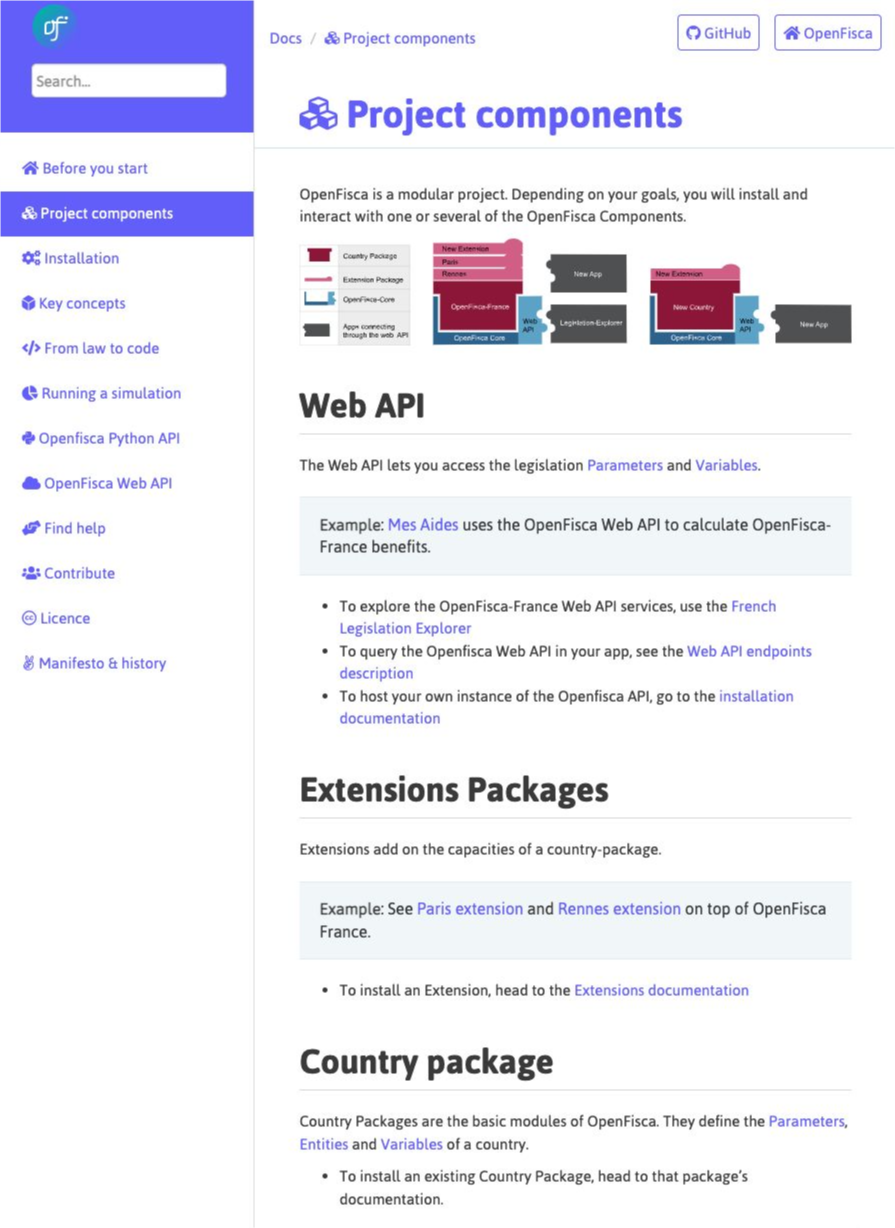 Search...
Before you start
Project components
Installation
Key concepts
From law to code
Running a simulation
Openfisca Python API
OpenFisca Web API
Find help
Contribute
Licence
Manifesto & history
Docs / Project components
GitHub
OpenFisca
Project components
OpenFisca is a modular project. Depending on your goals, you will install and
interact with one or several of the OpenFisca Components.
Country Package
Extension Package
OpenFisca-Core
Apps connecting
through the web API
New Extension
Paris
Rennes
OpenFisca-France
Web
API
OpenFisca Core
New App
Legislation-Explorer
New Extension
New Country
Web
API
OpenFisca Core
New App
Web API
The Web API lets you access the legislation Parameters and Variables.
Example: Mes Aides uses the OpenFisca Web API to calculate OpenFisca-
France benefits.
• To explore the OpenFisca-France Web API services, use the French
Legislation Explorer
• To query the Openfisca Web API in your app, see the Web API endpoints
description
• To host your own instance of the Openfisca API, go to the installation
documentation
Extensions Packages
Extensions add on the capacities of a country-package.
Example: See Paris extension and Rennes extension on top of OpenFisca
France.
• To install an Extension, head to the Extensions documentation
Country package
Country Packages are the basic modules of OpenFisca. They define the Parameters,
Entities and Variables of a country.
• To install an existing Country Package, head to that package's
documentation.